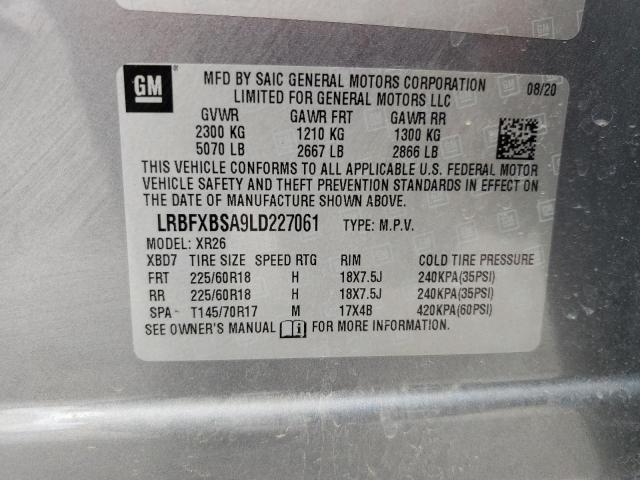 GM
MFD BY SAIC GENERAL MOTORS CORPORATION 08/20
LIMITED FOR GENERAL MOTORS LLC
GVWR GAWR FRT GAWR RR
2300 KG 1210 KG 1300 KG
5070 LB 2667 LB 2866 LB
THIS VEHICLE CONFORMS TO ALL APPLICABLE U.S. FEDERAL MOTOR
VEHICLE SAFETY AND THEFT PREVENTION STANDARDS IN EFFECT ON
THE DATE OF MANUFACTURE SHOWN ABOVE.
LRBFXBSA9LD227061 TYPE: M.P.V.
MODEL: XR26
XBD7 TIRE SIZE SPEED RTG RIM COLD TIRE PRESSURE
FRT 225/60R18 H 18X7.5J 240KPA(35PSI)
RR 225/60R18 H 18X7.5J 240KPA(35PSI)
SPA T145/70R17 M 17X4B 420KPA(60PSI)
SEE OWNER'S MANUAL FOR MORE INFORMATION.